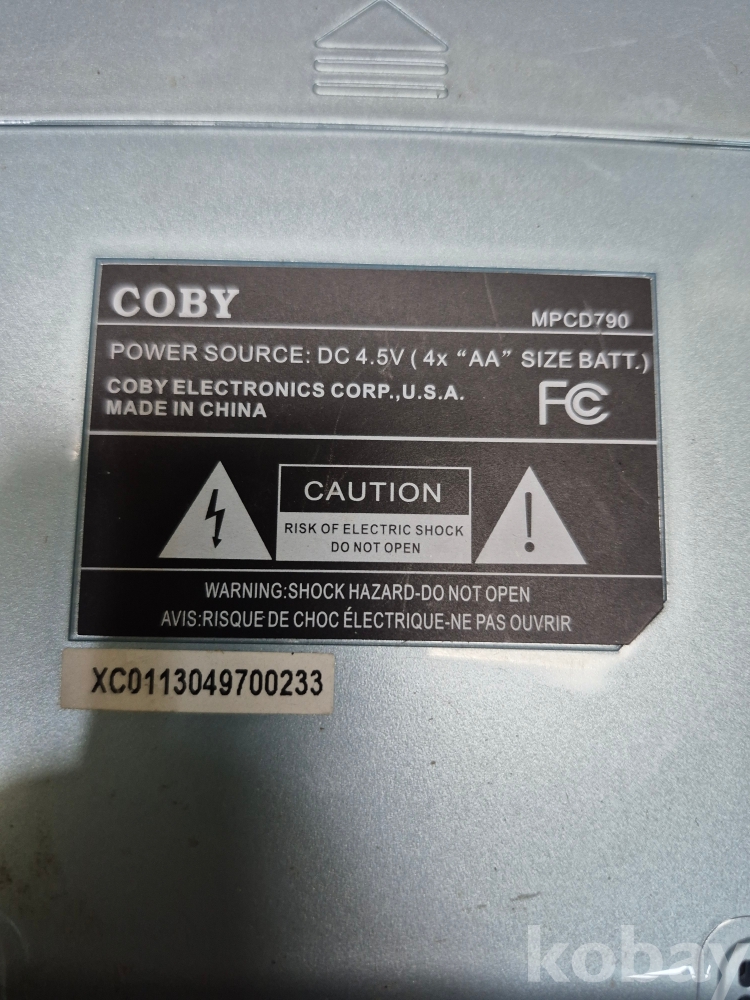 COBY
MPCD790
POWER SOURCE: DC 4.5V ( 4x “AA” SIZE BATT.)
COBY ELECTRONICS CORP.,U.S.A.
MADE IN CHINA
FC
CAUTION
RISK OF ELECTRIC SHOCK
DO NOT OPEN
WARNING:SHOCK HAZARD-DO NOT OPEN
AVIS:RISQUE DE CHOC ÉLECTRIQUE-NE PAS OUVRIR
XC0113049700233
kobay